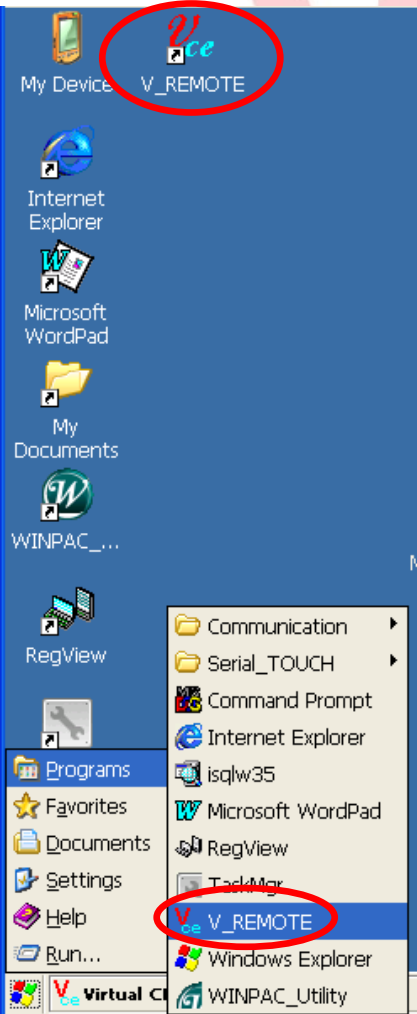 Vce
My Device
V_REMOTE
Internet
Explorer
Microsoft
WordPad
My
Documents
WINPAC_...
RegView
Programs
Favorites
Documents
Settings
Help
Run...
Communication
Serial_TOUCH
Command Prompt
Internet Explorer
isqlw35
Microsoft WordPad
RegView
TaskMgr
V_REMOTE
Windows Explorer
WINPAC_Utility
Virtual C